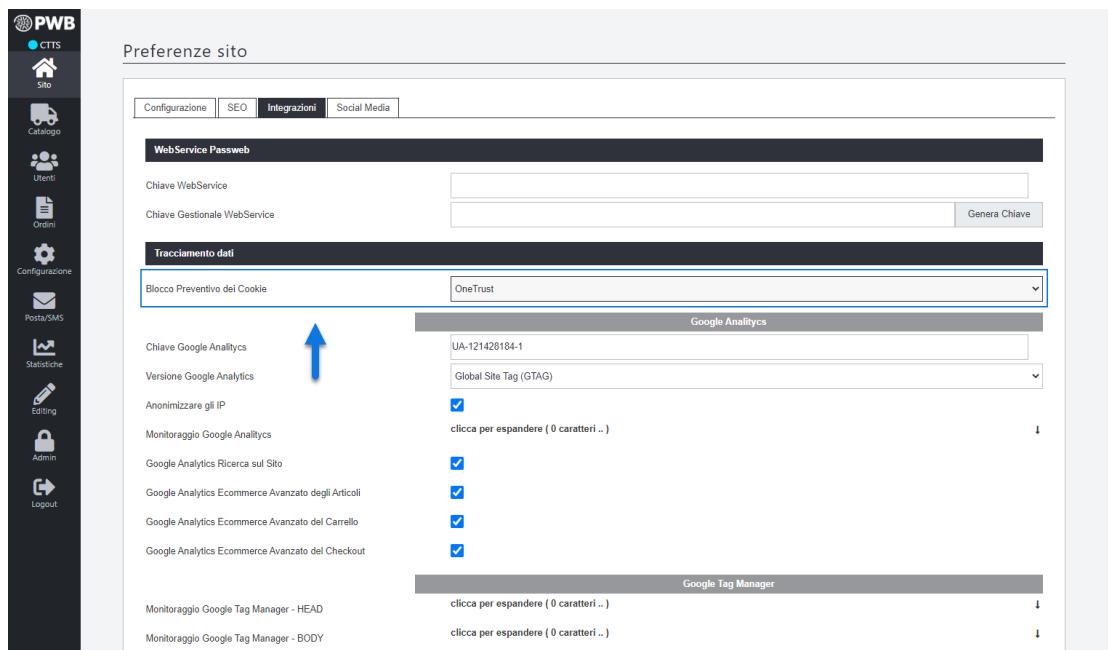 PWB
CTTS
Sito
Catalogo
Utenti
Ordini
Configurazione
Posta/SMS
Statistiche
Editing
Admin
Logout
Preferenze sito
Configurazione SEO Integrazioni Social Media
WebService Passweb
Chiave WebService
Chiave Gestionale WebService Genera Chiave
Tracciamento dati
Blocco Preventivo dei Cookie OneTrust
Google Analitycs
Chiave Google Analitycs UA-121428184-1
Versione Google Analytics Global Site Tag (GTAG)
Anonimizzare gli IP
Monitoraggio Google Analitycs clicca per espandere ( 0 caratteri .. )
Google Analytics Ricerca sul Sito
Google Analytics Ecommerce Avanzato degli Articoli
Google Analytics Ecommerce Avanzato del Carrello
Google Analytics Ecommerce Avanzato del Checkout
Google Tag Manager
Monitoraggio Google Tag Manager - HEAD clicca per espandere ( 0 caratteri .. )
Monitoraggio Google Tag Manager - BODY clicca per espandere ( 0 caratteri .. )